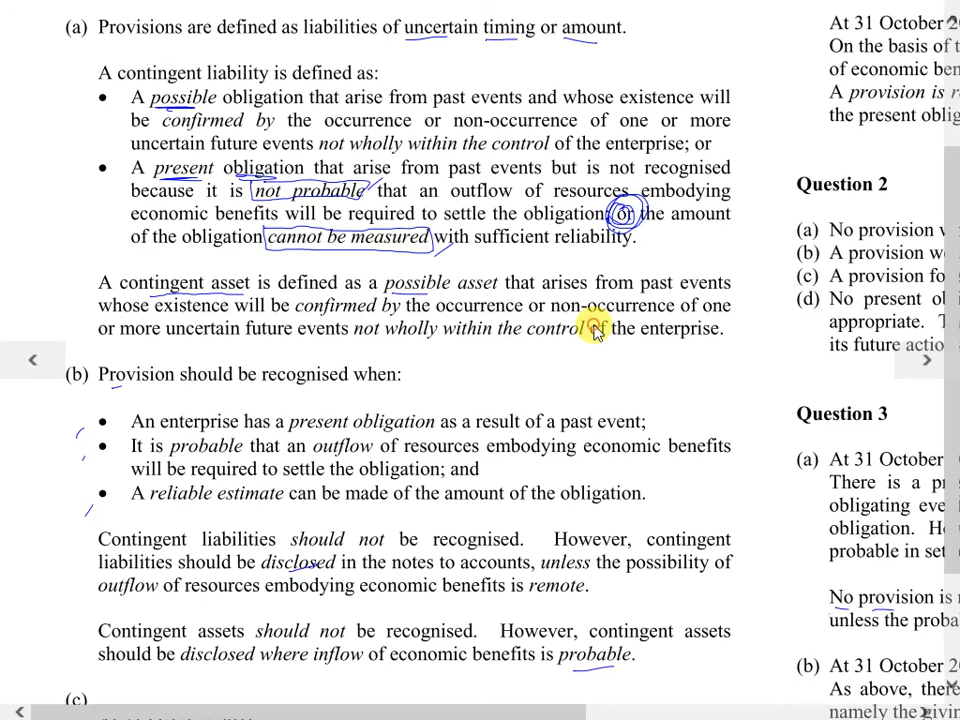 (a) Provisions are defined as liabilities of uncertain timing or amount.
A contingent liability is defined as:
• A possible obligation that arise from past events and whose existence will
be confirmed by the occurrence or non-occurrence of one or more
uncertain future events not wholly within the control of the enterprise; or
• A present obligation that arise from past events but is not recognised
because it is not probable that an outflow of resources embodying
economic benefits will be required to settle the obligation, or the amount
of the obligation cannot be measured with sufficient reliability.
A contingent asset is defined as a possible asset that arises from past events
whose existence will be confirmed by the occurrence or non-occurrence of one
or more uncertain future events not wholly within the control of the enterprise.
(b) Provision should be recognised when:
• An enterprise has a present obligation as a result of a past event;
• It is probable that an outflow of resources embodying economic benefits
will be required to settle the obligation; and
• A reliable estimate can be made of the amount of the obligation.
Contingent liabilities should not be recognised. However, contingent
liabilities should be disclosed in the notes to accounts, unless the possibility of
outflow of resources embodying economic benefits is remote.
Contingent assets should not be recognised. However, contingent assets
should be disclosed where inflow of economic benefits is probable.
(c)
At 31 October
On the basis of
of economic
A provision is
the present
Question 2
(a) No provision
(b) A provision
(c) A provision
(d) No present
appropriate.
its future
Question 3
(a) At 31 October
There is a
obligating
obligation.
probable in
No provision is
unless the
(b) At 31 October
As above,
namely the